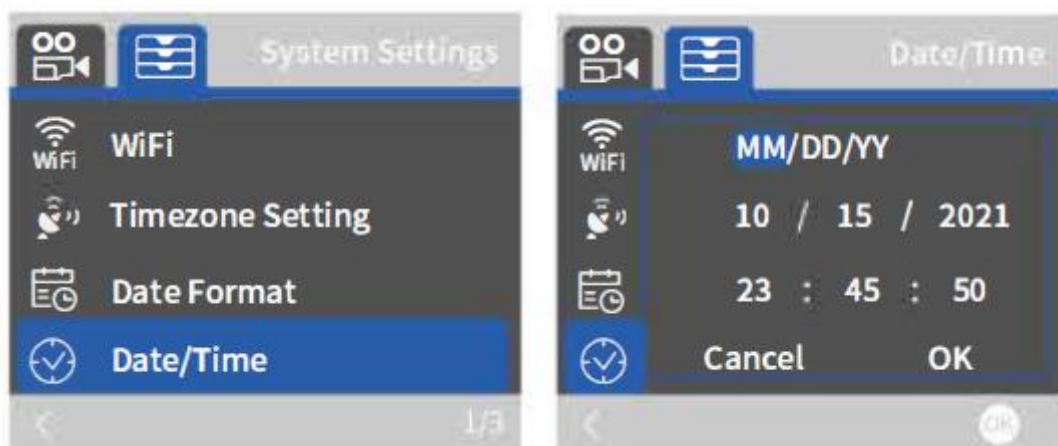 System Settings
WiFi WiFi
Timezone Setting
Date Format
Date/Time
1/3
Date/Time
WiFi MM/DD/YY
10 / 15 / 2021
23 : 45 : 50
Cancel OK
OK